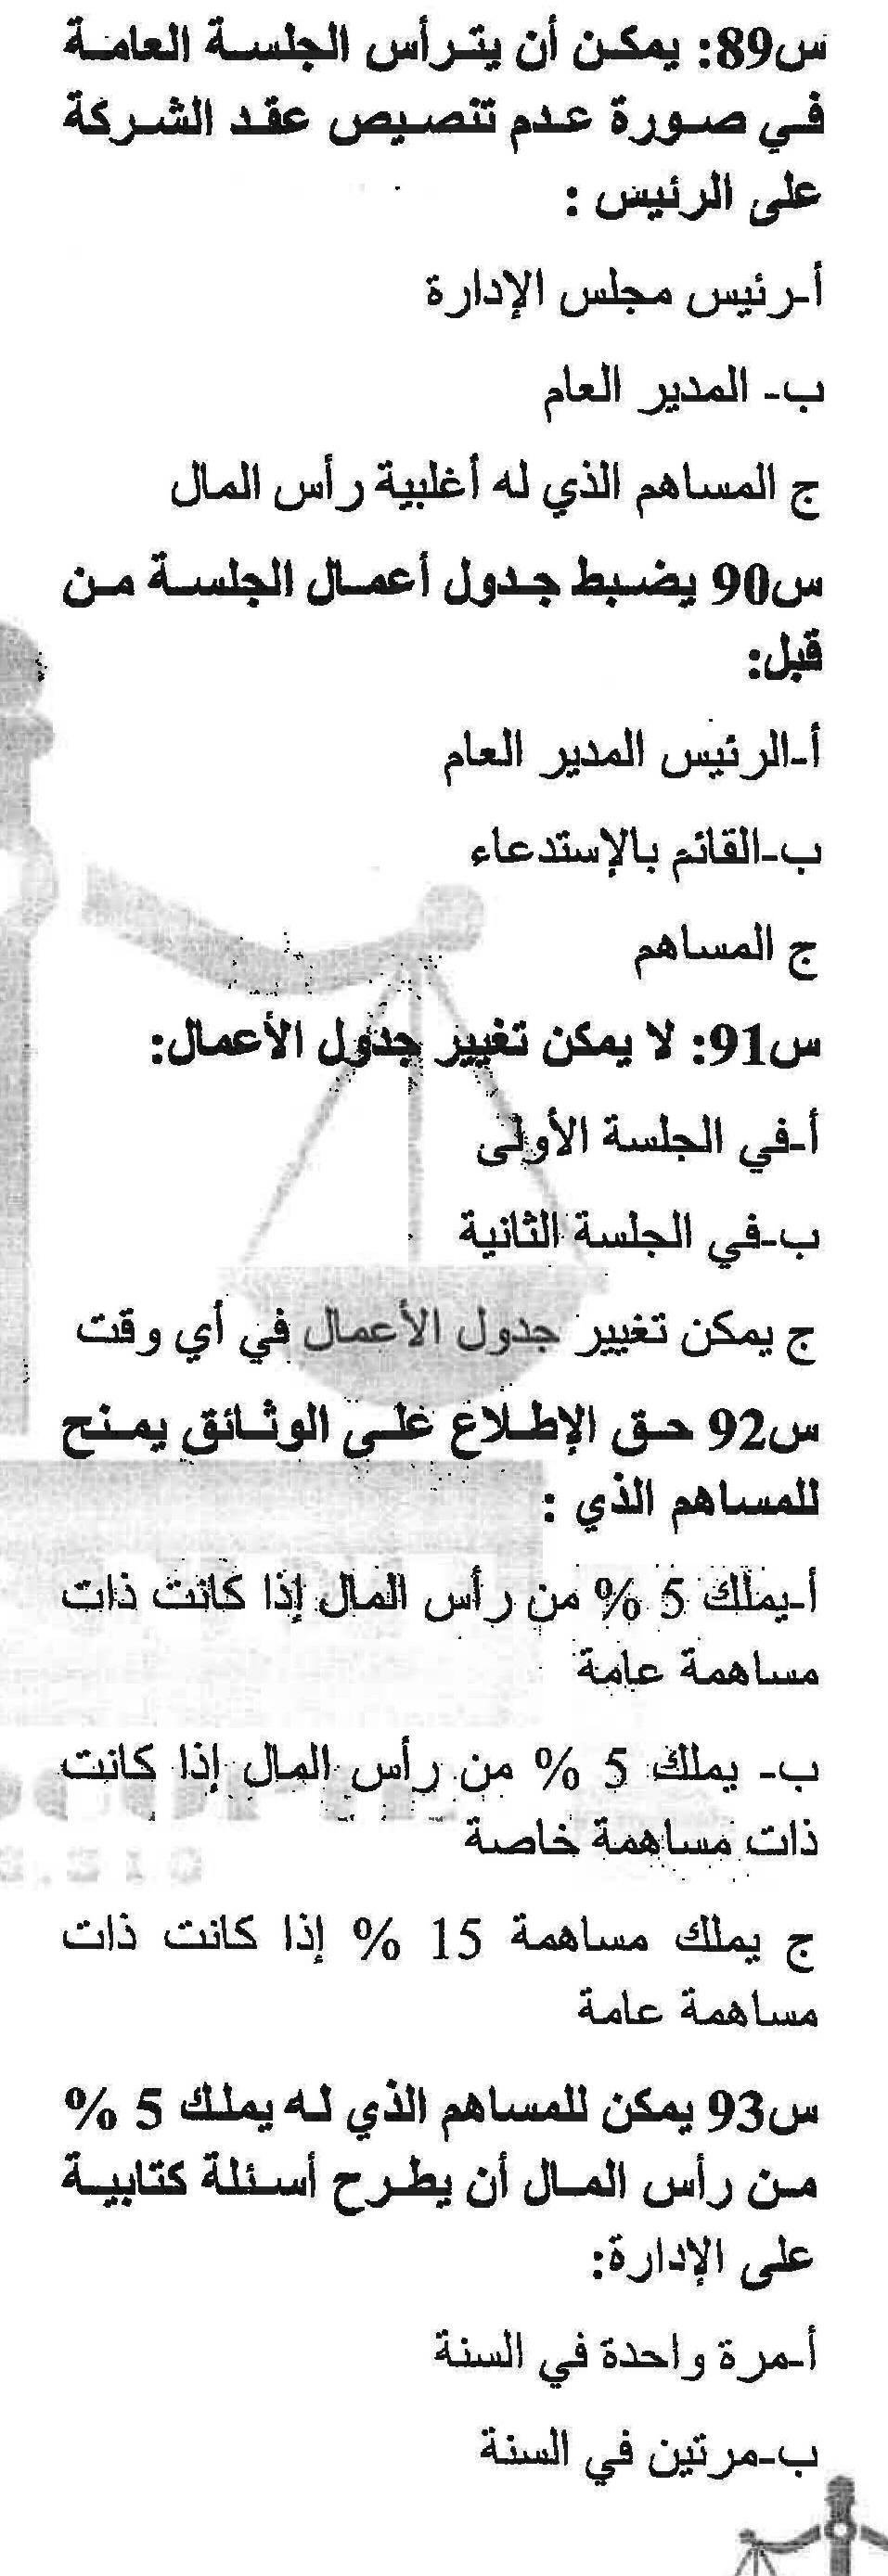 س89: يمكن أن يترأس الجلسة العامة
في صورة عدم تنصيص عقد الشركة
على الرئيس :
أ-رئيس مجلس الإدارة
ب- المدير العام
ج المساهم الذي له أغلبية رأس المال
س90 يضبط جدول أعمال الجلسة من
قبل:
أ-الرئيس المدير العام
ب-القائم بالإستدعاء
ج المساهم
س91: لا يمكن تغيير جدول الأعمال:
أ-في الجلسة الأولى
ب-في الجلسة الثانية
ج يمكن تغيير جدول الأعمال في أي وقت
س92 حق الإطلاع على الوثائق يمنح
للمساهم الذي :
أ-يملك 5 % من رأس المال إذا كانت ذات
مساهمة عامة
ب- يملك 5 % من رأس المال إذا كانت
ذات مساهمة خاصة
ج يملك مساهمة 15 % إذا كانت ذات
مساهمة عامة
س93 يمكن للمساهم الذي له يملك 5 %
من رأس المال أن يطرح أسئلة كتابية
على الإدارة:
أ-مرة واحدة في السنة
ب-مرتين في السنة